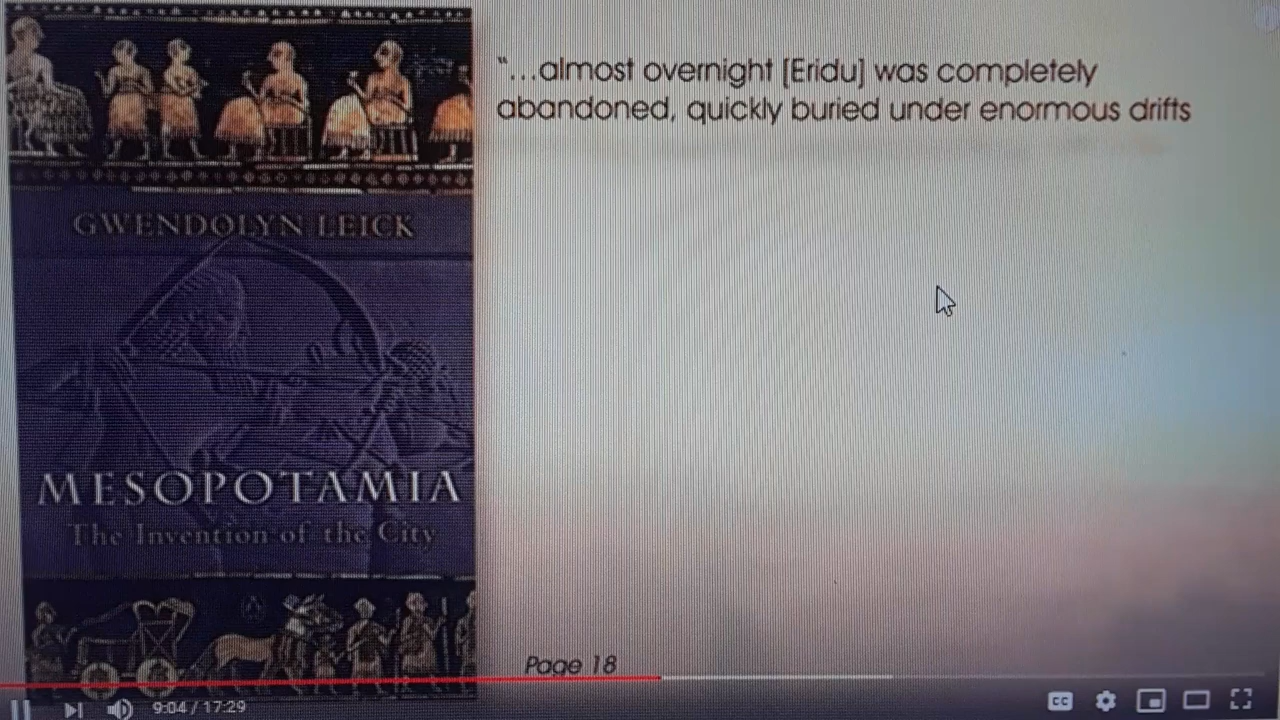 "...almost overnight [Eridu] was completely
abandoned, quickly buried under enormous drifts
GWENDOLYN LEICK
MESOPOTAMIA
The Invention of the City
Page 18
9:04 / 17:29
CC